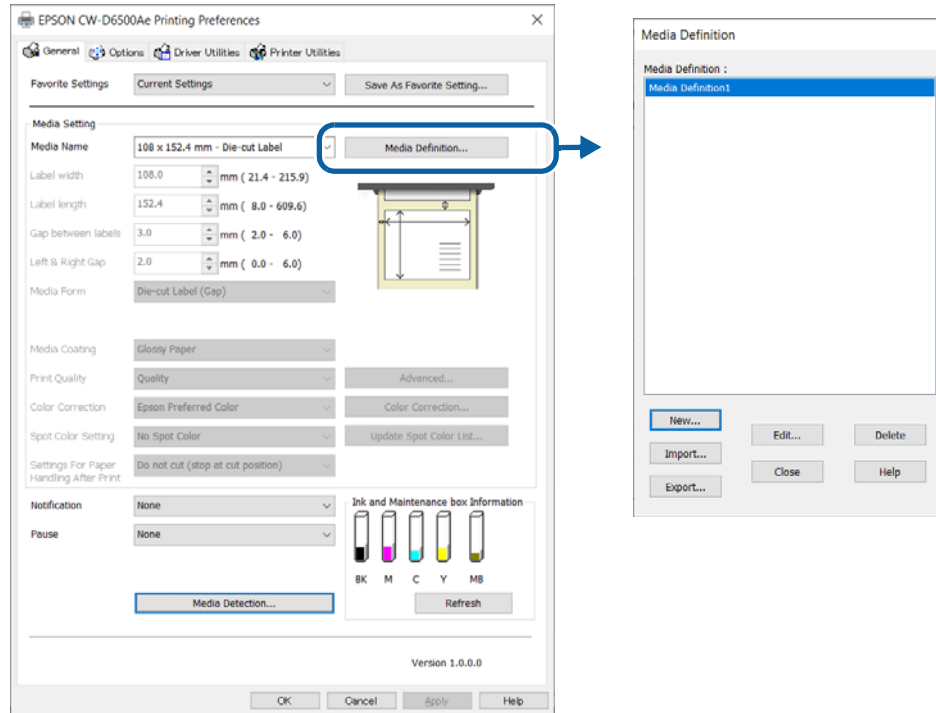 EPSON CW-D6500Ae Printing Preferences
General Options Driver Utilities Printer Utilities
Favorite Settings Current Settings Save As Favorite Setting...
Media Setting
Media Name 108 x 152.4 mm - Die-cut Label Media Definition...
Label width 108.0 mm ( 21.4 - 215.9)
Label length 152.4 mm ( 8.0 - 609.6)
Gap between labels 3.0 mm ( 2.0 - 6.0)
Left & Right Gap 2.0 mm ( 0.0 - 6.0)
Media Form Die-cut Label (Gap)
Media Coating Glossy Paper
Print Quality Quality Advanced...
Color Correction Epson Preferred Color Color Correction...
Spot Color Setting No Spot Color Update Spot Color List...
Settings For Paper
Handling After Print Do not cut (stop at cut position)
Notification None
Pause None
Ink and Maintenance box Information
BK M C Y MB
Media Detection... Refresh
Version 1.0.0.0
OK Cancel Apply Help
Media Definition
Media Definition :
Media Definition1
New...
Edit... Delete
Import...
Close Help
Export...